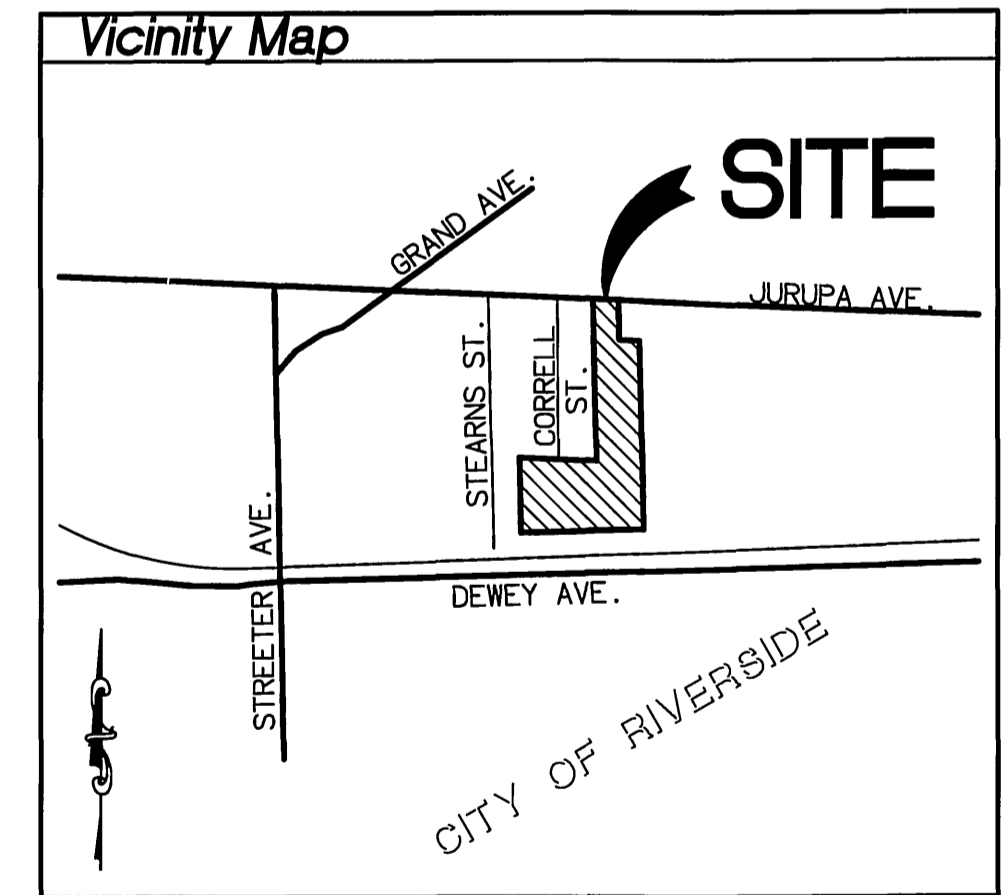 Vicinity Map
SITE
GRAND AVE.
JURUPA AVE.
STEARNS ST.
CORRELL
ST.
STREETER AVE.
DEWEY AVE.
CITY OF RIVERSIDE